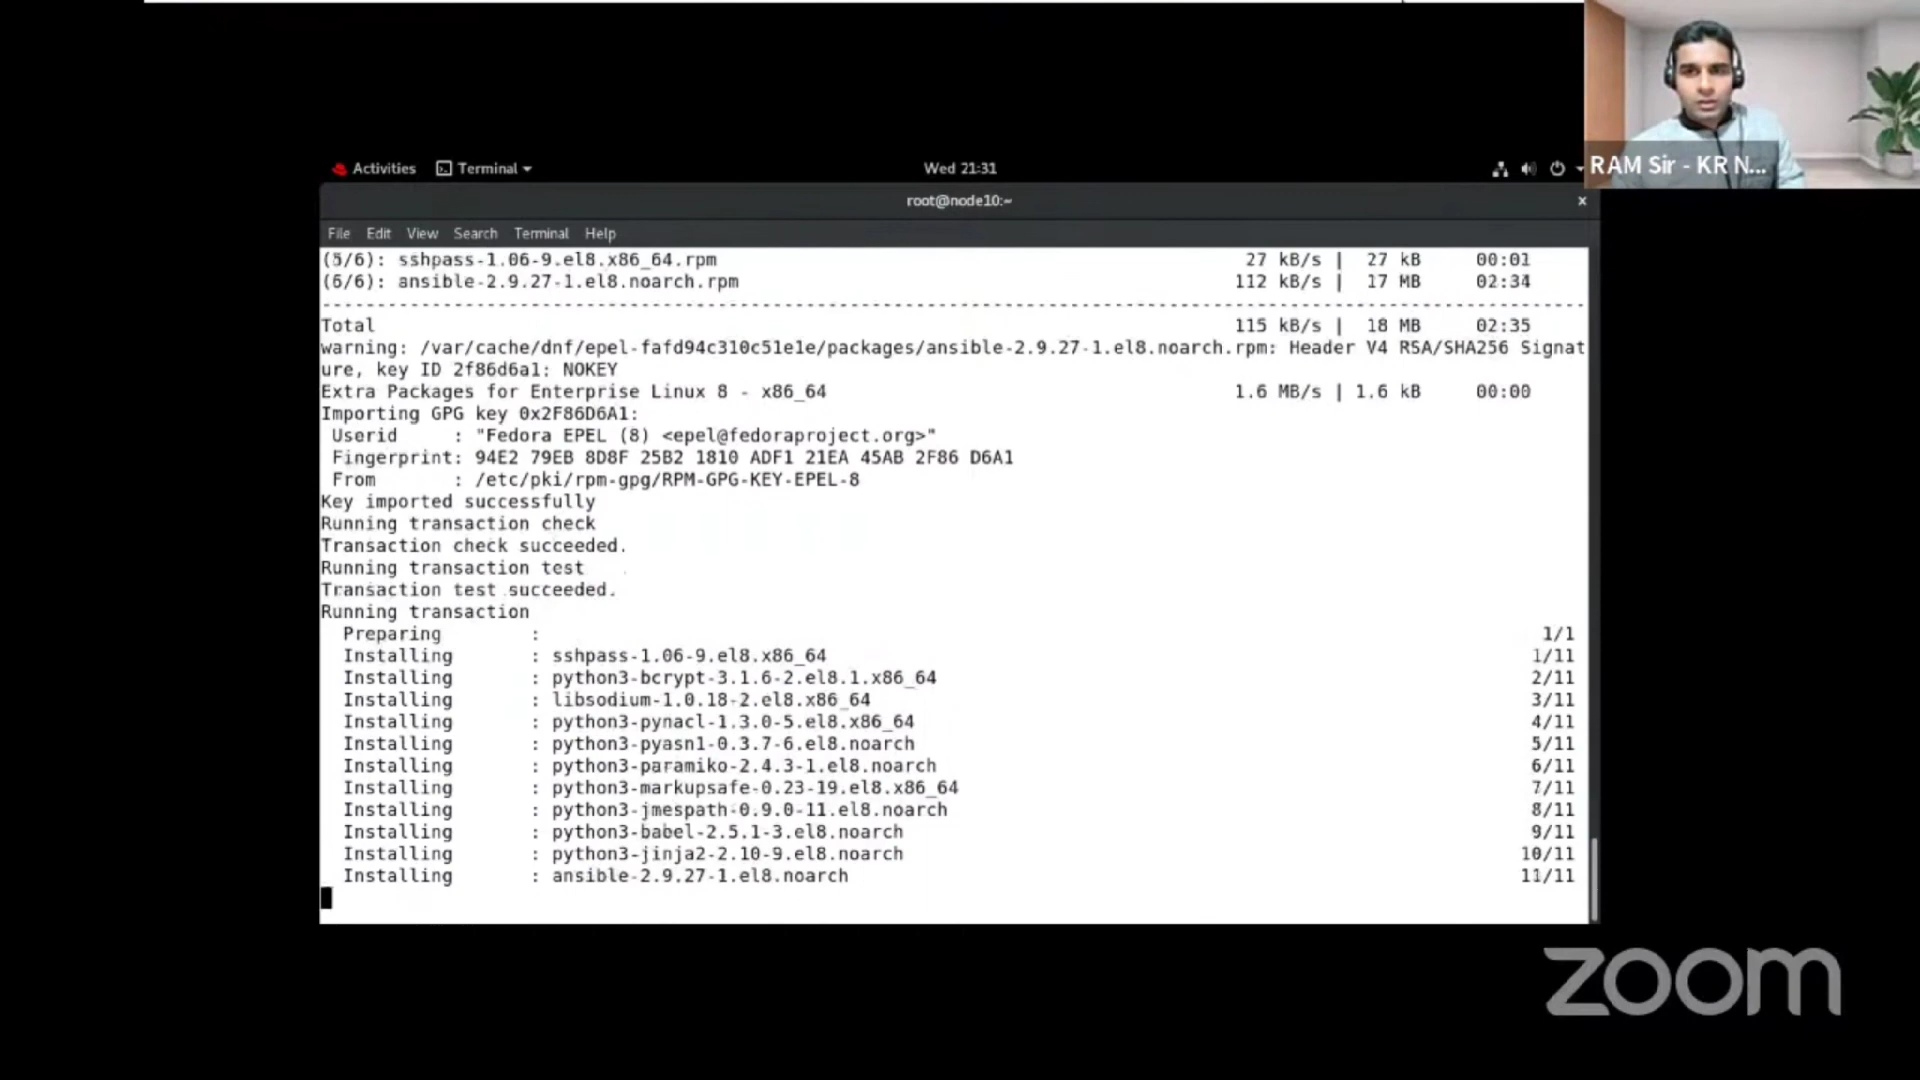 RAM Sir - KR N...
Activities Terminal Wed 21:31
root@node10:~ ×
File Edit View Search Terminal Help
(5/6): sshpass-1.06-9.el8.x86_64.rpm 27 kB/s | 27 kB 00:01
(6/6): ansible-2.9.27-1.el8.noarch.rpm 112 kB/s | 17 MB 02:34
--------------------------------------------------------------------------------
Total 115 kB/s | 18 MB 02:35
warning: /var/cache/dnf/epel-fafd94c310c51e1e/packages/ansible-2.9.27-1.el8.noarch.rpm: Header V4 RSA/SHA256 Signat
ure, key ID 2f86d6a1: NOKEY
Extra Packages for Enterprise Linux 8 - x86_64 1.6 MB/s | 1.6 kB 00:00
Importing GPG key 0x2F86D6A1:
Userid : "Fedora EPEL (8) <epel@fedoraproject.org>"
Fingerprint: 94E2 79EB 8D8F 25B2 1810 ADF1 21EA 45AB 2F86 D6A1
From : /etc/pki/rpm-gpg/RPM-GPG-KEY-EPEL-8
Key imported successfully
Running transaction check
Transaction check succeeded.
Running transaction test
Transaction test succeeded.
Running transaction
Preparing : 1/1
Installing : sshpass-1.06-9.el8.x86_64 1/11
Installing : python3-bcrypt-3.1.6-2.el8.1.x86_64 2/11
Installing : libsodium-1.0.18-2.el8.x86_64 3/11
Installing : python3-pynacl-1.3.0-5.el8.x86_64 4/11
Installing : python3-pyasn1-0.3.7-6.el8.noarch 5/11
Installing : python3-paramiko-2.4.3-1.el8.noarch 6/11
Installing : python3-markupsafe-0.23-19.el8.x86_64 7/11
Installing : python3-jmespath-0.9.0-11.el8.noarch 8/11
Installing : python3-babel-2.5.1-3.el8.noarch 9/11
Installing : python3-jinja2-2.10-9.el8.noarch 10/11
Installing : ansible-2.9.27-1.el8.noarch 11/11
zoom